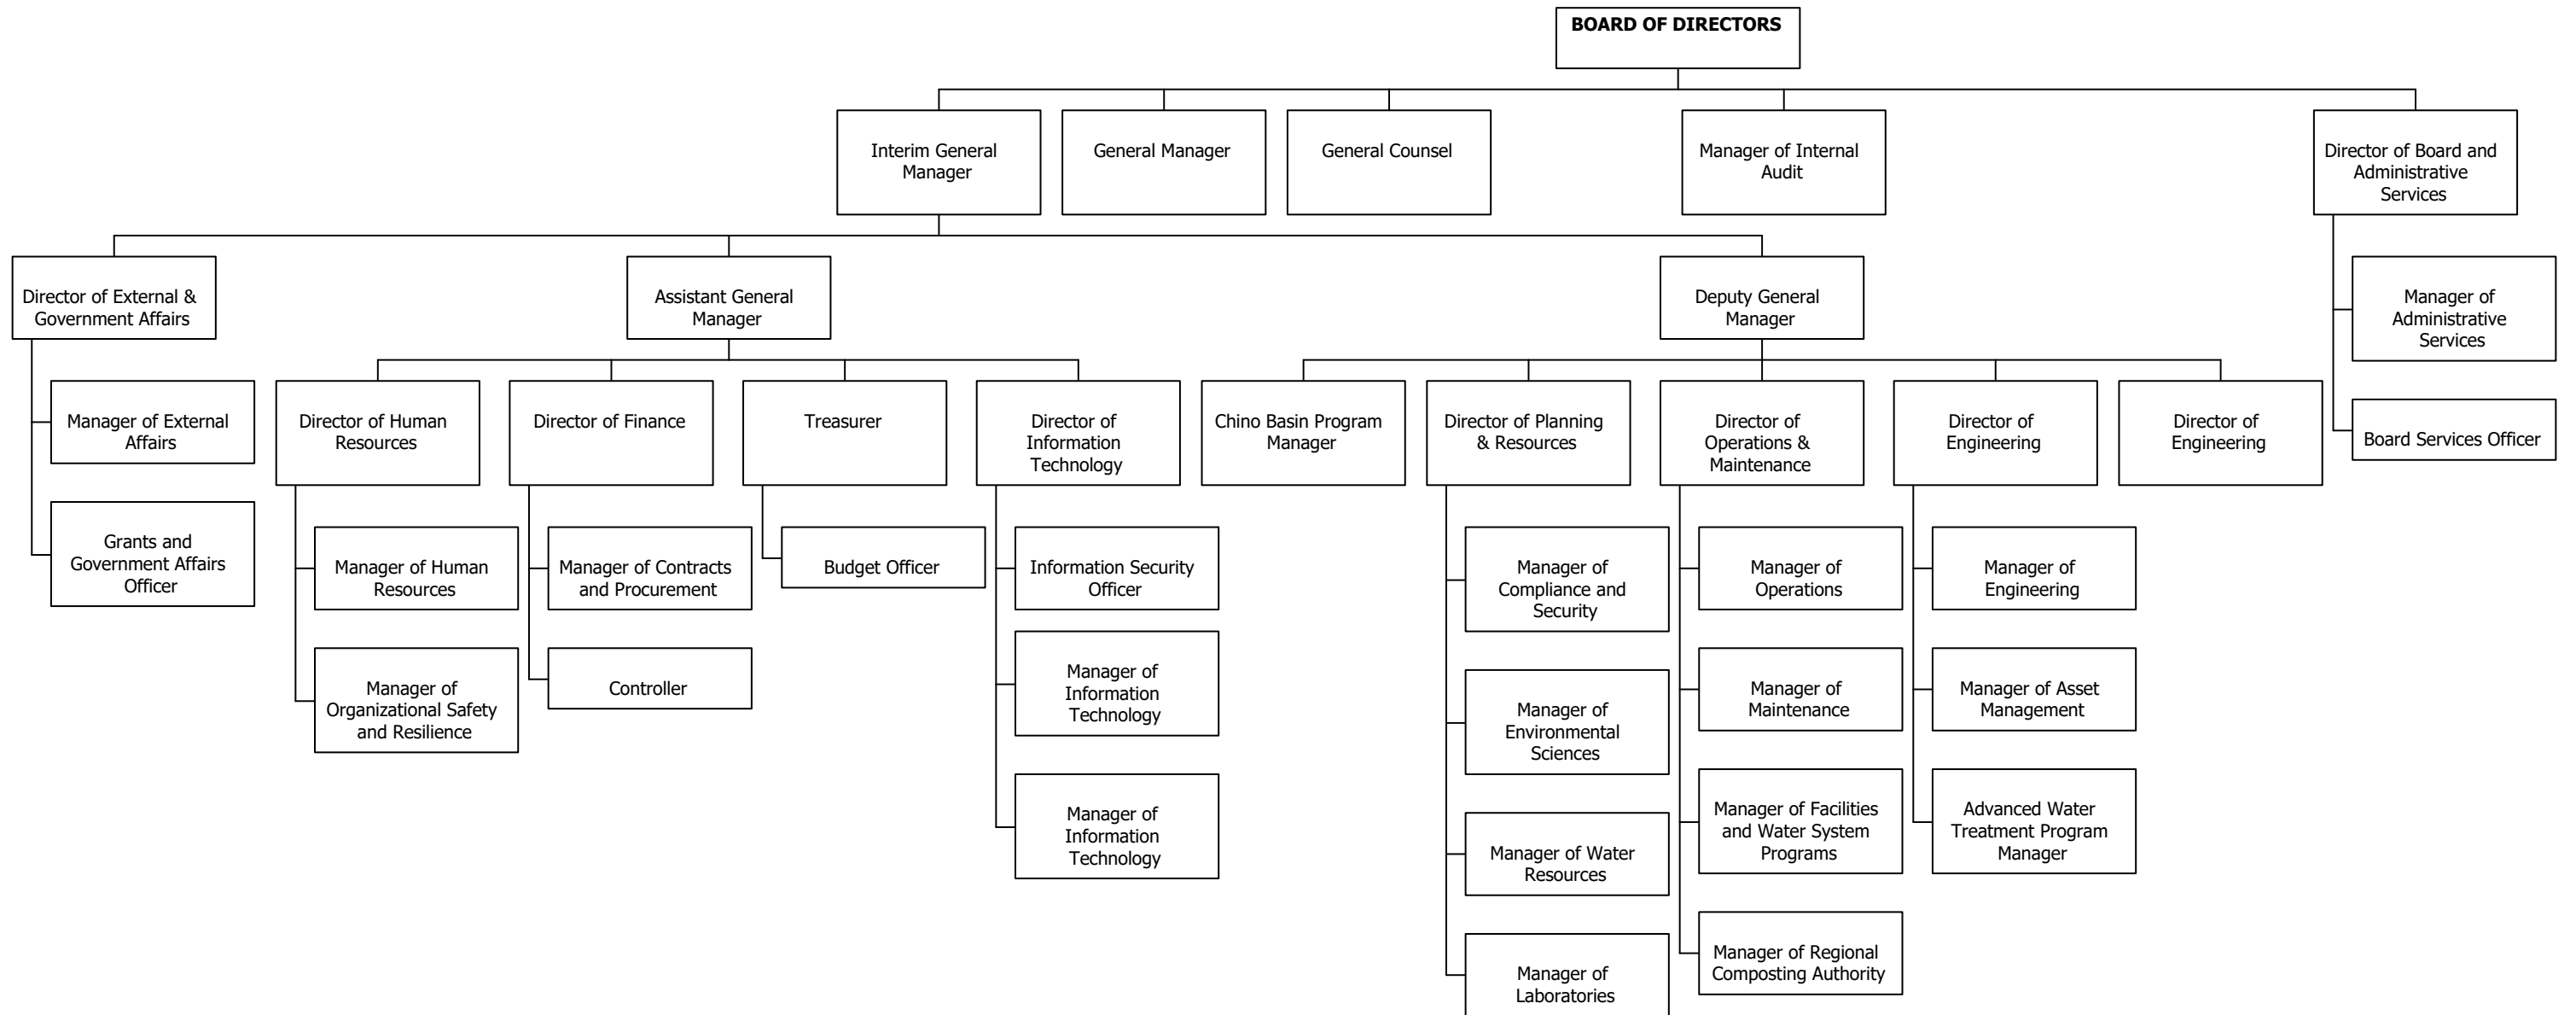 BOARD OF DIRECTORS
Interim General
Manager
General Manager
General Counsel
Manager of Internal
Audit
Director of Board and
Administrative
Services
Director of External &
Government Affairs
Assistant General
Manager
Deputy General
Manager
Manager of
Administrative
Services
Board Services Officer
Manager of External
Affairs
Grants and
Government Affairs
Officer
Director of Human
Resources
Director of Finance
Treasurer
Director of
Information
Technology
Chino Basin Program
Manager
Director of Planning
& Resources
Director of
Operations &
Maintenance
Director of
Engineering
Director of
Engineering
Manager of Human
Resources
Manager of
Organizational Safety
and Resilience
Manager of Contracts
and Procurement
Controller
Budget Officer
Information Security
Officer
Manager of
Information
Technology
Manager of
Information
Technology
Manager of
Compliance and
Security
Manager of
Environmental
Sciences
Manager of Water
Resources
Manager of
Laboratories
Manager of
Operations
Manager of
Maintenance
Manager of Facilities
and Water System
Programs
Manager of Regional
Composting Authority
Manager of
Engineering
Manager of Asset
Management
Advanced Water
Treatment Program
Manager